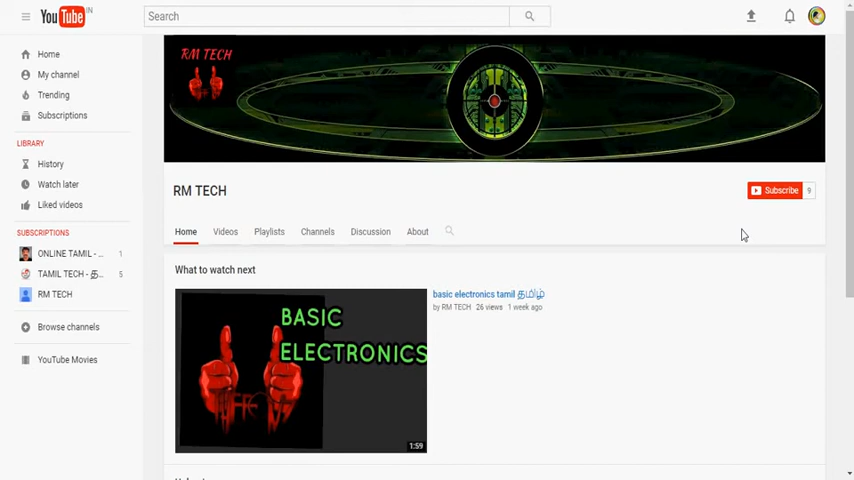 YouTube IN
Search
Home
My channel
Trending
Subscriptions
LIBRARY
History
Watch later
Liked videos
SUBSCRIPTIONS
ONLINE TAMIL - ... 1
TAMIL TECH - த... 5
RM TECH
Browse channels
YouTube Movies
RM TECH
RM TECH
Subscribe 9
Home Videos Playlists Channels Discussion About
What to watch next
BASIC
ELECTRONICS
1:59
basic electronics tamil தமிழ்
by RM TECH 26 views 1 week ago